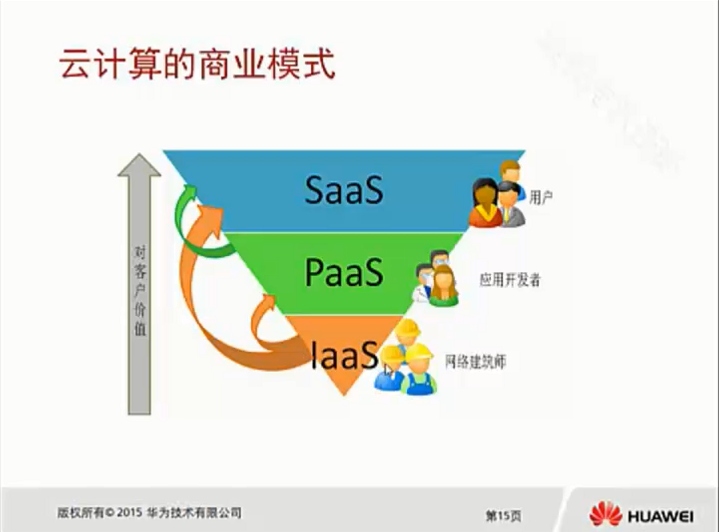 云计算的商业模式
SaaS
用户
PaaS
应用开发者
对客户价值
IaaS
网络建筑师
版权所有© 2015 华为技术有限公司
第15页
HUAWEI